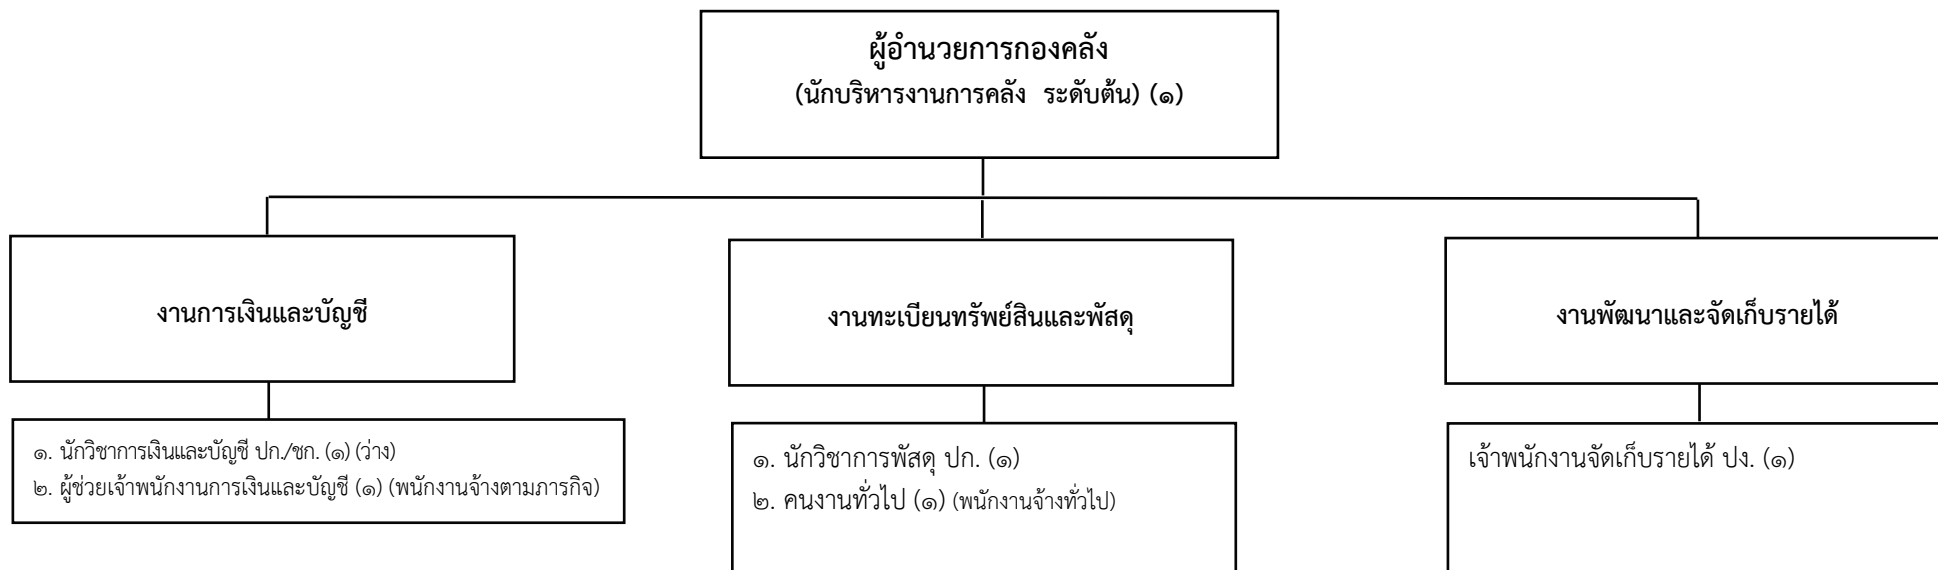 ผู้อำนวยการกองคลัง
(นักบริหารงานการคลัง ระดับต้น) (๑)
งานการเงินและบัญชี
งานทะเบียนทรัพย์สินและพัสดุ
งานพัฒนาและจัดเก็บรายได้
๑. นักวิชาการเงินและบัญชี ปก./ชก. (๑) (ว่าง)
๒. ผู้ช่วยเจ้าพนักงานการเงินและบัญชี (๑) (พนักงานจ้างตามภารกิจ)
๑. นักวิชาการพัสดุ ปก. (๑)
๒. คนงานทั่วไป (๑) (พนักงานจ้างทั่วไป)
เจ้าพนักงานจัดเก็บรายได้ ปง. (๑)